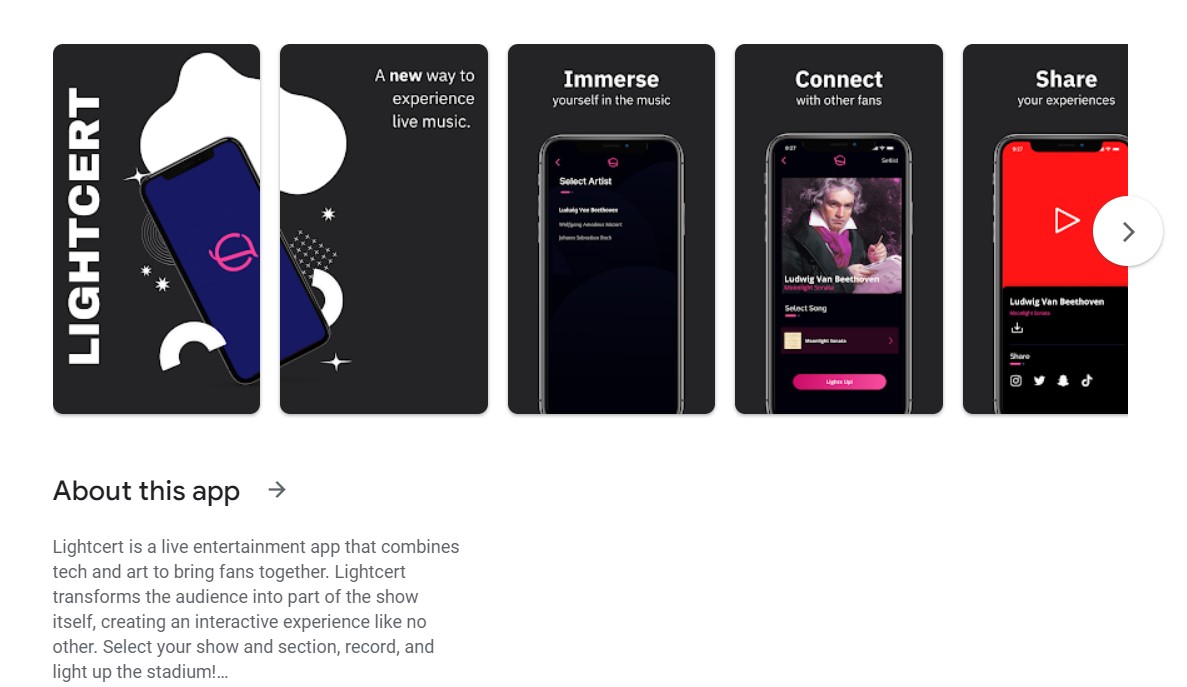 LIGHTCERT
A new way to
experience
live music.
Immerse
yourself in the music
Select Artist
Ludwig Van Beethoven
Wolfgang Amadeus Mozart
Johann Sebastian Bach
Connect
with other fans
9:27
Setlist
Ludwig Van Beethoven
Moonlight Sonata
Select Song
Moonlight Sonata
Lights Up!
Share
your experiences
9:27
Ludwig Van Beethoven
Moonlight Sonata
Share
About this app
Lightcert is a live entertainment app that combines
tech and art to bring fans together. Lightcert
transforms the audience into part of the show
itself, creating an interactive experience like no
other. Select your show and section, record, and
light up the stadium!…